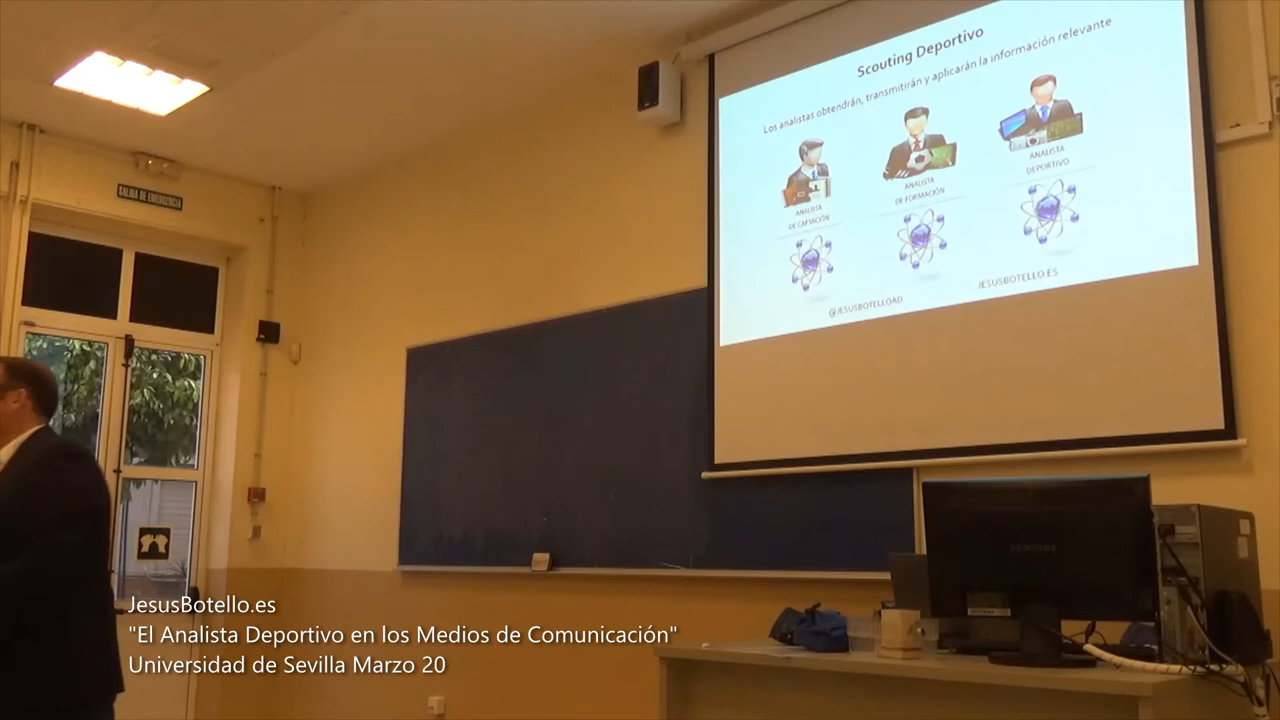 Scouting Deportivo
Los analistas obtendrán, transmitirán y aplicarán la información relevante
ANALISTA
DE CAPTACIÓN
ANALISTA
DE FORMACIÓN
ANALISTA
DEPORTIVO
@JESUSBOTELLOAD
JESUSBOTELLO.ES
SALIDA DE EMERGENCIA
SAMSUNG
JesusBotello.es
"El Analista Deportivo en los Medios de Comunicación"
Universidad de Sevilla Marzo 20